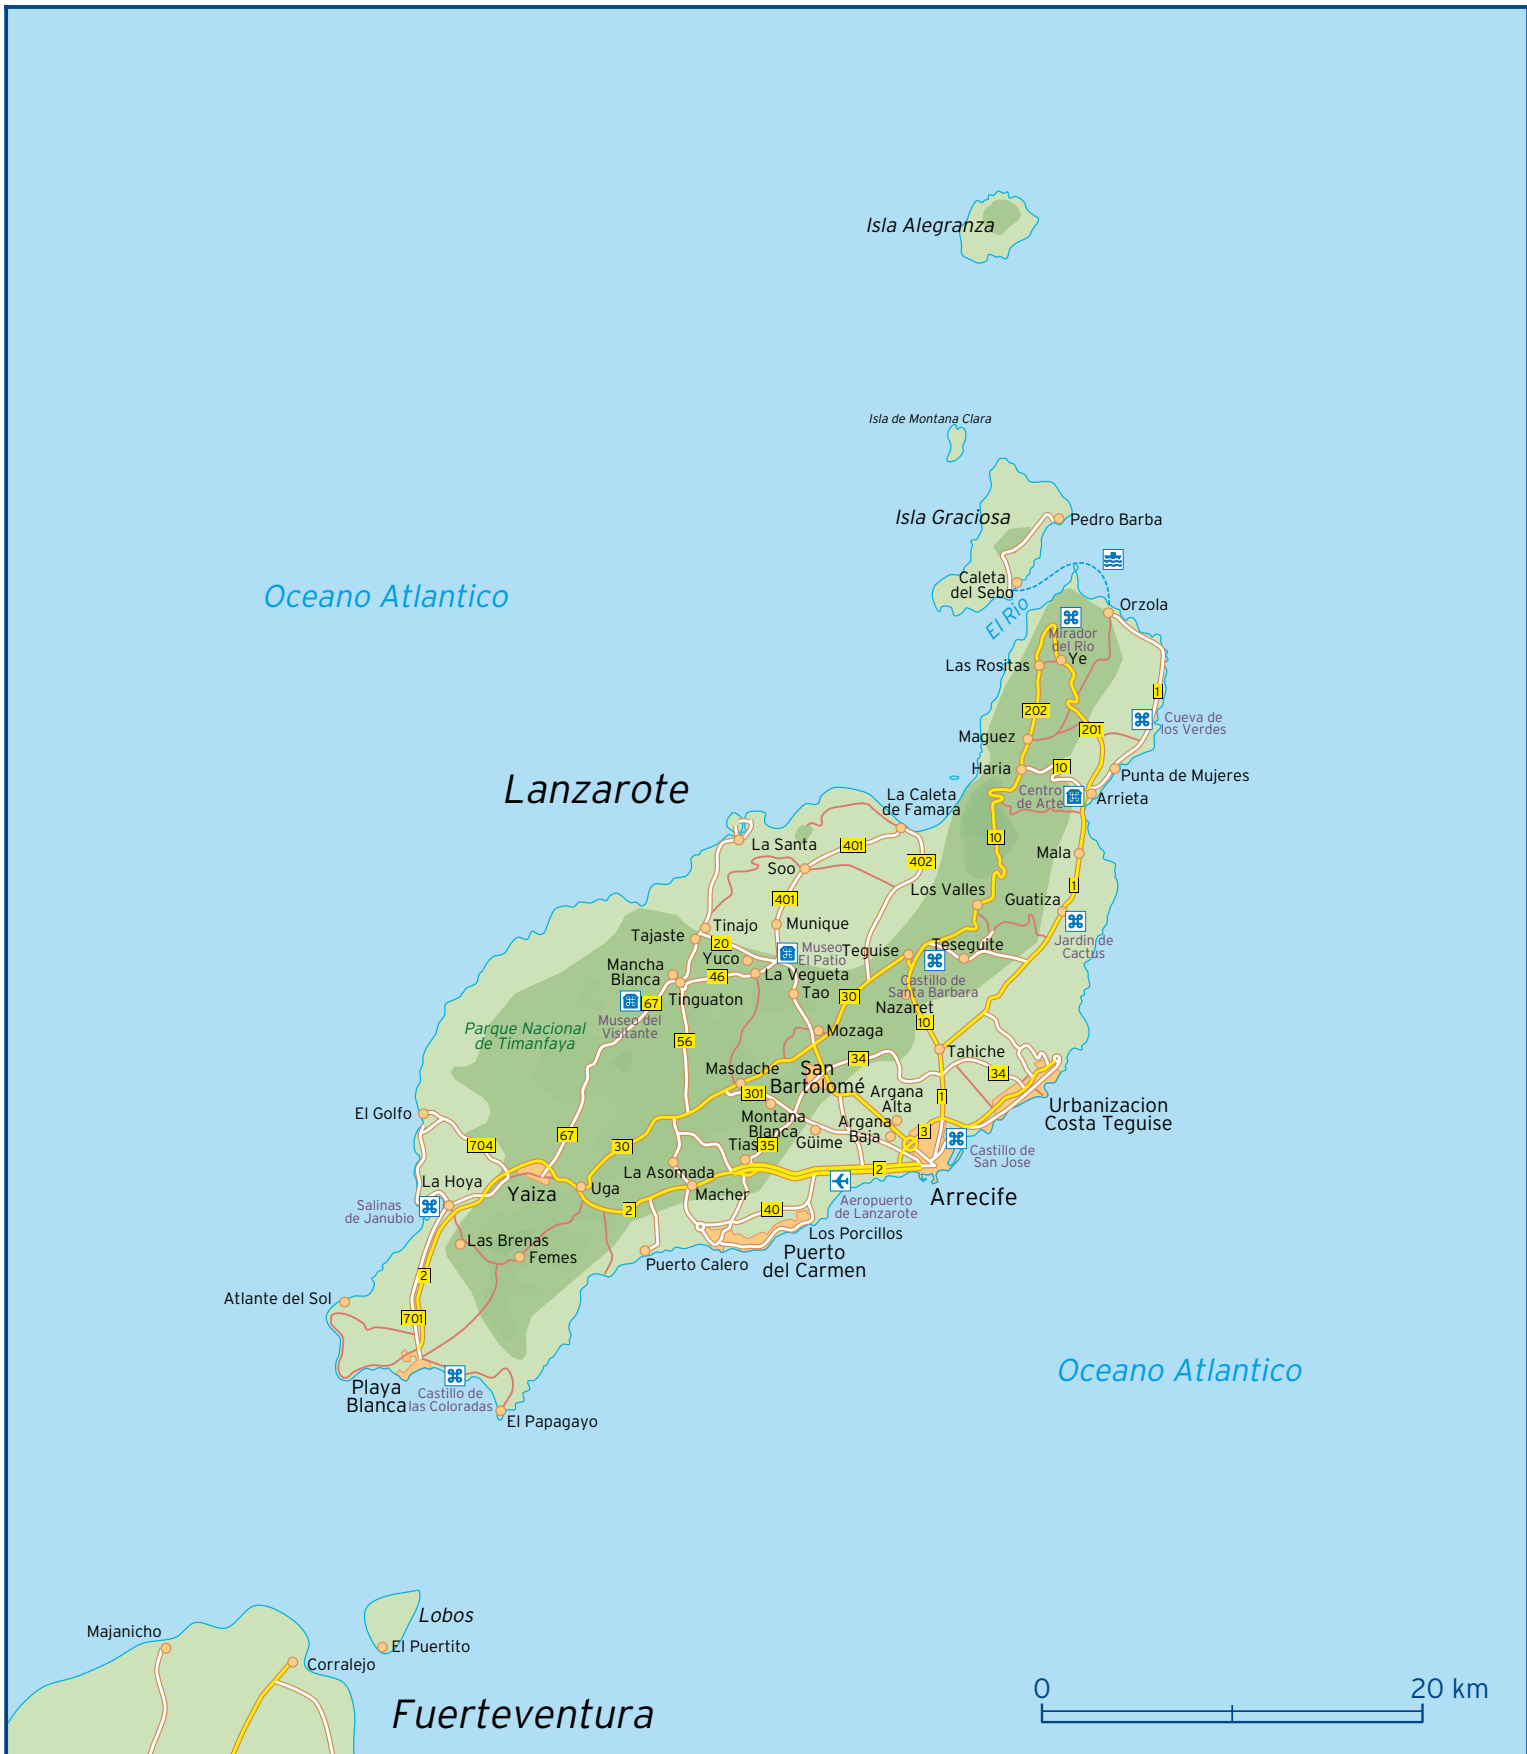 Isla Alegranza
Isla de Montana Clara
Isla Graciosa
Pedro Barba
Caleta
del Sebo
El Rio
Oceano Atlantico
Orzola
Mirador
del Rio
Ye
Las Rositas
1
202
Cueva de
los Verdes
201
Maguez
Haria
10
Punta de Mujeres
Lanzarote
Centro
de Arte
Arrieta
La Caleta
de Famara
10
La Santa
401
Mala
402
Soo
1
Los Valles
401
Guatiza
Tinajo
Munique
Tajaste
20
Museo
El Patio
Teguise
Teseguite
Jardin de
Cactus
Yuco
Mancha
Blanca
46
La Vegueta
Castillo de
Santa Barbara
67
Tinguaton
Tao
30
Nazaret
Museo del
Visitante
10
Parque Nacional
de Timanfaya
56
Mozaga
Tahiche
34
Masdache
San
Bartolomé
34
301
Argana
Alta
1
Urbanizacion
Costa Teguise
El Golfo
Montana
Blanca
Argana
Baja
3
67
30
704
Tias
35
Güime
Castillo de
San Jose
La Asomada
2
La Hoya
Yaiza
Uga
Macher
Aeropuerto
de Lanzarote
Arrecife
Salinas
de Janubio
2
40
Los Porcillos
Las Brenas
Femes
Puerto Calero
Puerto
del Carmen
2
Atlante del Sol
701
Oceano Atlantico
Playa
Blanca
Castillo de
las Coloradas
El Papagayo
Lobos
Majanicho
El Puertito
Corralejo
Fuerteventura
0
20 km